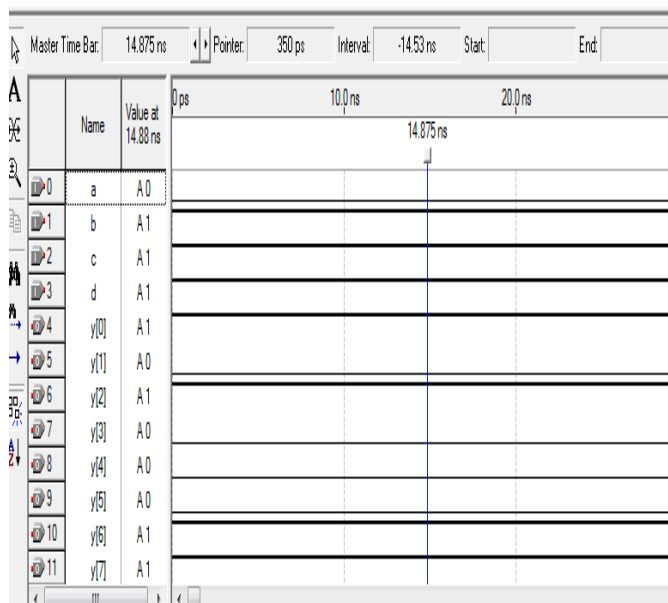 Master Time Bar: 14.875 ns Pointer: 350 ps Interval: -14.53 ns Start: End:
Name Value at 14.88 ns 0 ps 10.0 ns 20.0 ns
14.875 ns
0 a A 0
1 b A 1
2 c A 1
3 d A 1
4 y[0] A 1
5 y[1] A 0
6 y[2] A 1
7 y[3] A 0
8 y[4] A 0
9 y[5] A 0
10 y[6] A 1
11 y[7] A 1